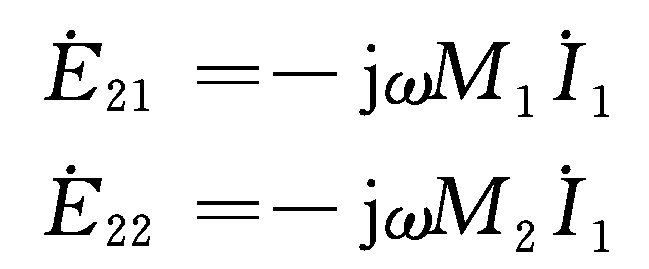 Ė₂₁ = − jωM₁ İ₁
Ė₂₂ = − jωM₂ İ₁